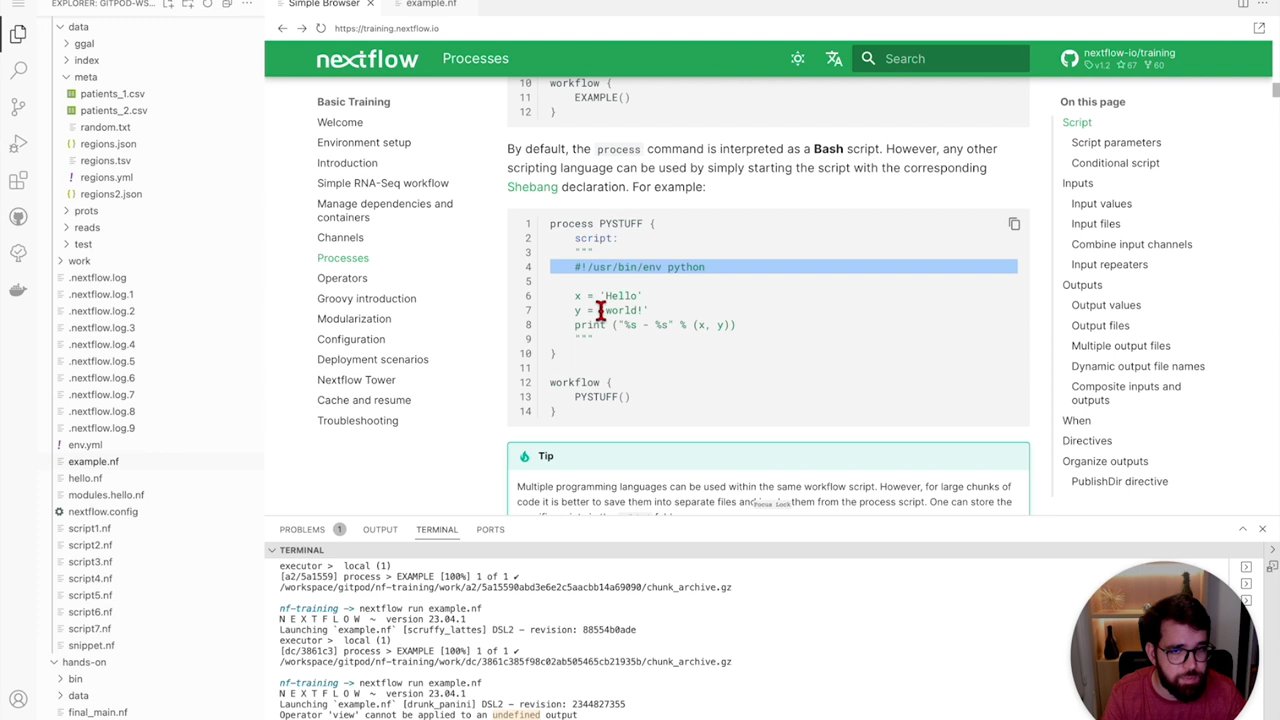 EXPLORER: GITPOD-WS...
data
ggal
index
meta
patients_1.csv
patients_2.csv
random.txt
regions.json
regions.tsv
regions.yml
regions2.json
prots
reads
test
work
.nextflow.log
.nextflow.log.1
.nextflow.log.2
.nextflow.log.3
.nextflow.log.4
.nextflow.log.5
.nextflow.log.6
.nextflow.log.7
.nextflow.log.8
.nextflow.log.9
env.yml
example.nf
hello.nf
modules.hello.nf
nextflow.config
script1.nf
script2.nf
script3.nf
script4.nf
script5.nf
script6.nf
script7.nf
snippet.nf
hands-on
bin
data
final_main.nf
Simple Browser
example.nf
https://training.nextflow.io
nextflow
Processes
Search
nextflow-io/training
v1.2 67 60
Basic Training
Welcome
Environment setup
Introduction
Simple RNA-Seq workflow
Manage dependencies and
containers
Channels
Processes
Operators
Groovy introduction
Modularization
Configuration
Deployment scenarios
Nextflow Tower
Cache and resume
Troubleshooting
10 workflow {
11 EXAMPLE()
12 }
By default, the process command is interpreted as a Bash script. However, any other
scripting language can be used by simply starting the script with the corresponding
Shebang declaration. For example:
1 process PYSTUFF {
2 script:
3 """
4 #!/usr/bin/env python
5
6 x = 'Hello'
7 y = 'world!'
8 print ("%s - %s" % (x, y))
9 """
10 }
11
12 workflow {
13 PYSTUFF()
14 }
Tip
Multiple programming languages can be used within the same workflow script. However, for large chunks of
code it is better to save them into separate files and them from the process script. One can store the
Focus Lock
On this page
Script
Script parameters
Conditional script
Inputs
Input values
Input files
Combine input channels
Input repeaters
Outputs
Output values
Output files
Multiple output files
Dynamic output file names
Composite inputs and
outputs
When
Directives
Organize outputs
PublishDir directive
PROBLEMS 1 OUTPUT TERMINAL PORTS
TERMINAL
executor > local (1)
[a2/5a1559] process > EXAMPLE [100%] 1 of 1 ✔
/workspace/gitpod/nf-training/work/a2/5a15590abd3e6e2c5aacbb14a69090/chunk_archive.gz
nf-training -> nextflow run example.nf
N E X T F L O W ~ version 23.04.1
Launching `example.nf` [scruffy_lattes] DSL2 - revision: 88554b0ade
executor > local (1)
[dc/3861c3] process > EXAMPLE [100%] 1 of 1 ✔
/workspace/gitpod/nf-training/work/dc/3861c385f98c02ab505465cb21935b/chunk_archive.gz
nf-training -> nextflow run example.nf
N E X T F L O W ~ version 23.04.1
Launching `example.nf` [drunk_panini] DSL2 - revision: 2344827355
Operator 'view' cannot be applied to an undefined output